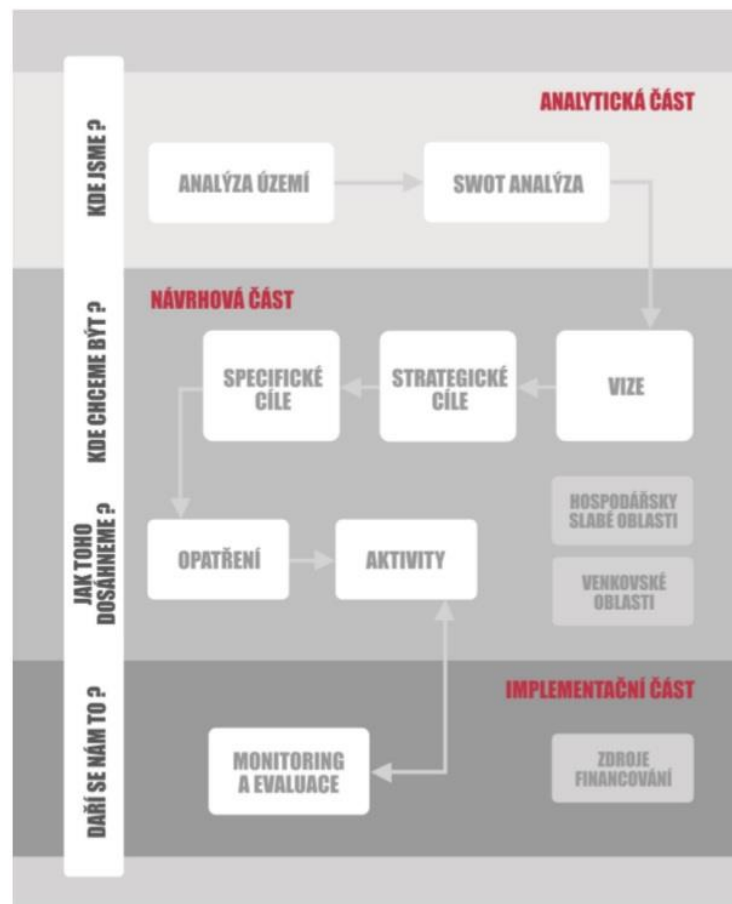 ANALYTICKÁ ČÁST
KDE JSME ?
ANALÝZA ÚZEMÍ
SWOT ANALÝZA
NÁVRHOVÁ ČÁST
KDE CHCEME BÝT ?
SPECIFICKÉ
CÍLE
STRATEGICKÉ
CÍLE
VIZE
HOSPODÁŘSKY
SLABÉ OBLASTI
JAK TOHO
DOSÁHNEME ?
OPATŘENÍ
AKTIVITY
VENKOVSKÉ
OBLASTI
IMPLEMENTAČNÍ ČÁST
DAŘÍ SE NÁM TO ?
MONITORING
A EVALUACE
ZDROJE
FINANCOVÁNÍ